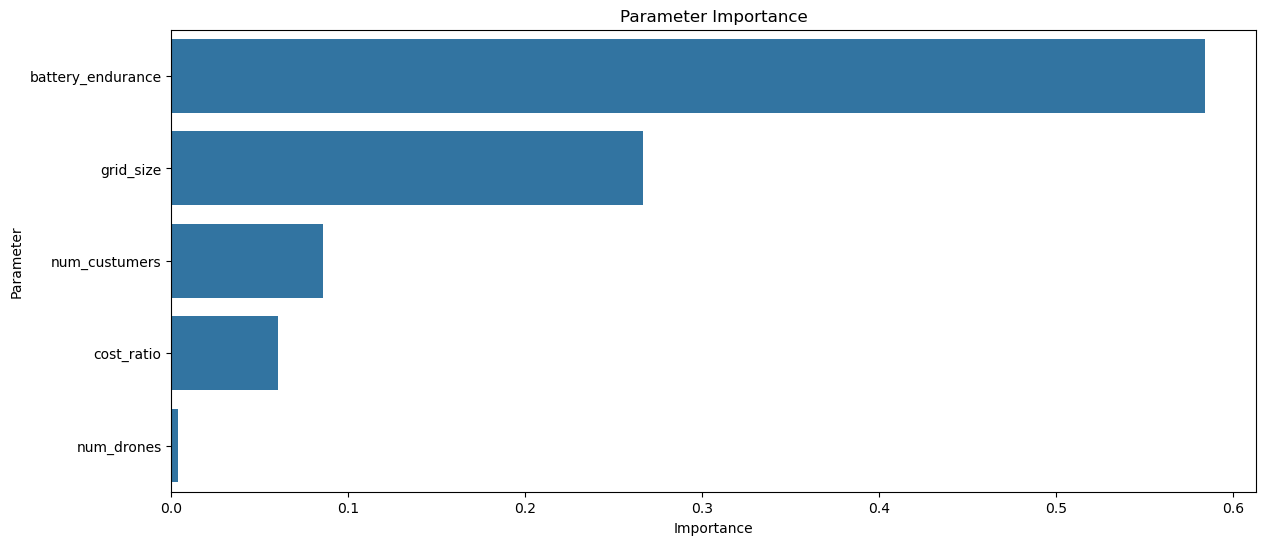 Parameter Importance
Parameter
battery_endurance
grid_size
num_custumers
cost_ratio
num_drones
0.0 0.1 0.2 0.3 0.4 0.5 0.6
Importance